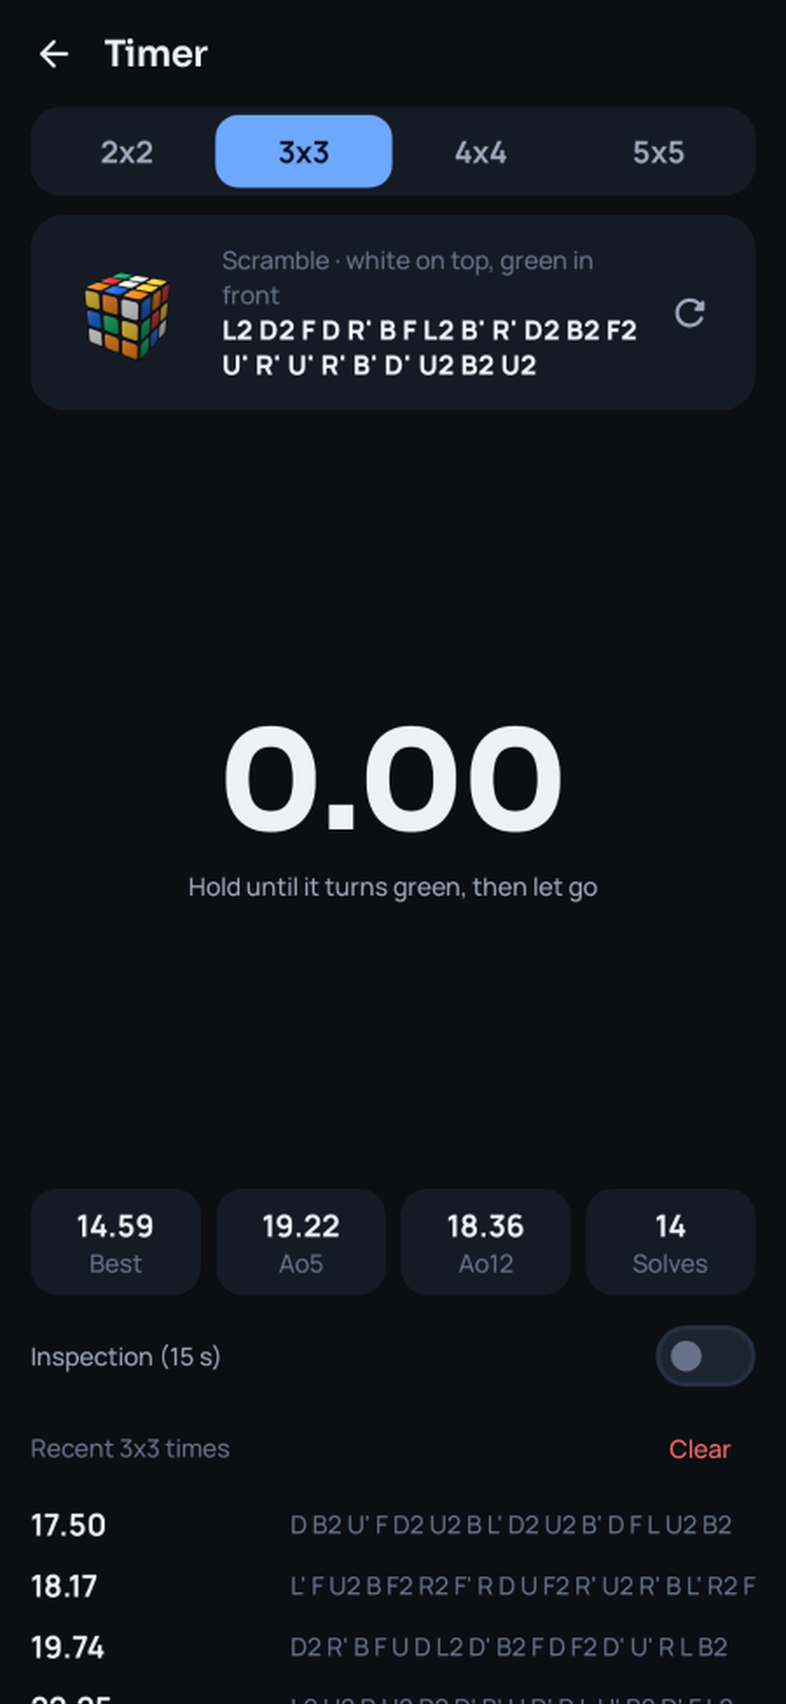 Timer
2x2 3x3 4x4 5x5
Scramble · white on top, green in
front
L2 D2 F D R' B F L2 B' R' D2 B2 F2
U' R' U' R' B' D' U2 B2 U2
0.00
Hold until it turns green, then let go
14.59 19.22 18.36 14
Best Ao5 Ao12 Solves
Inspection (15 s)
Recent 3x3 times Clear
17.50 D B2 U' F D2 U2 B L' D2 U2 B' D F L U2 B2
18.17 L' F U2 B F2 R2 F' R D U F2 R' U2 R' B L' R2 F
19.74 D2 R' B F U D L2 D' B2 F D F2 D' U' R L B2